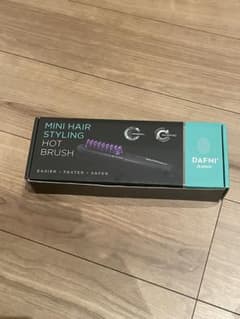 MINI HAIR
STYLING
HOT
BRUSH
EASIER • FASTER • SAFER
DAFNI